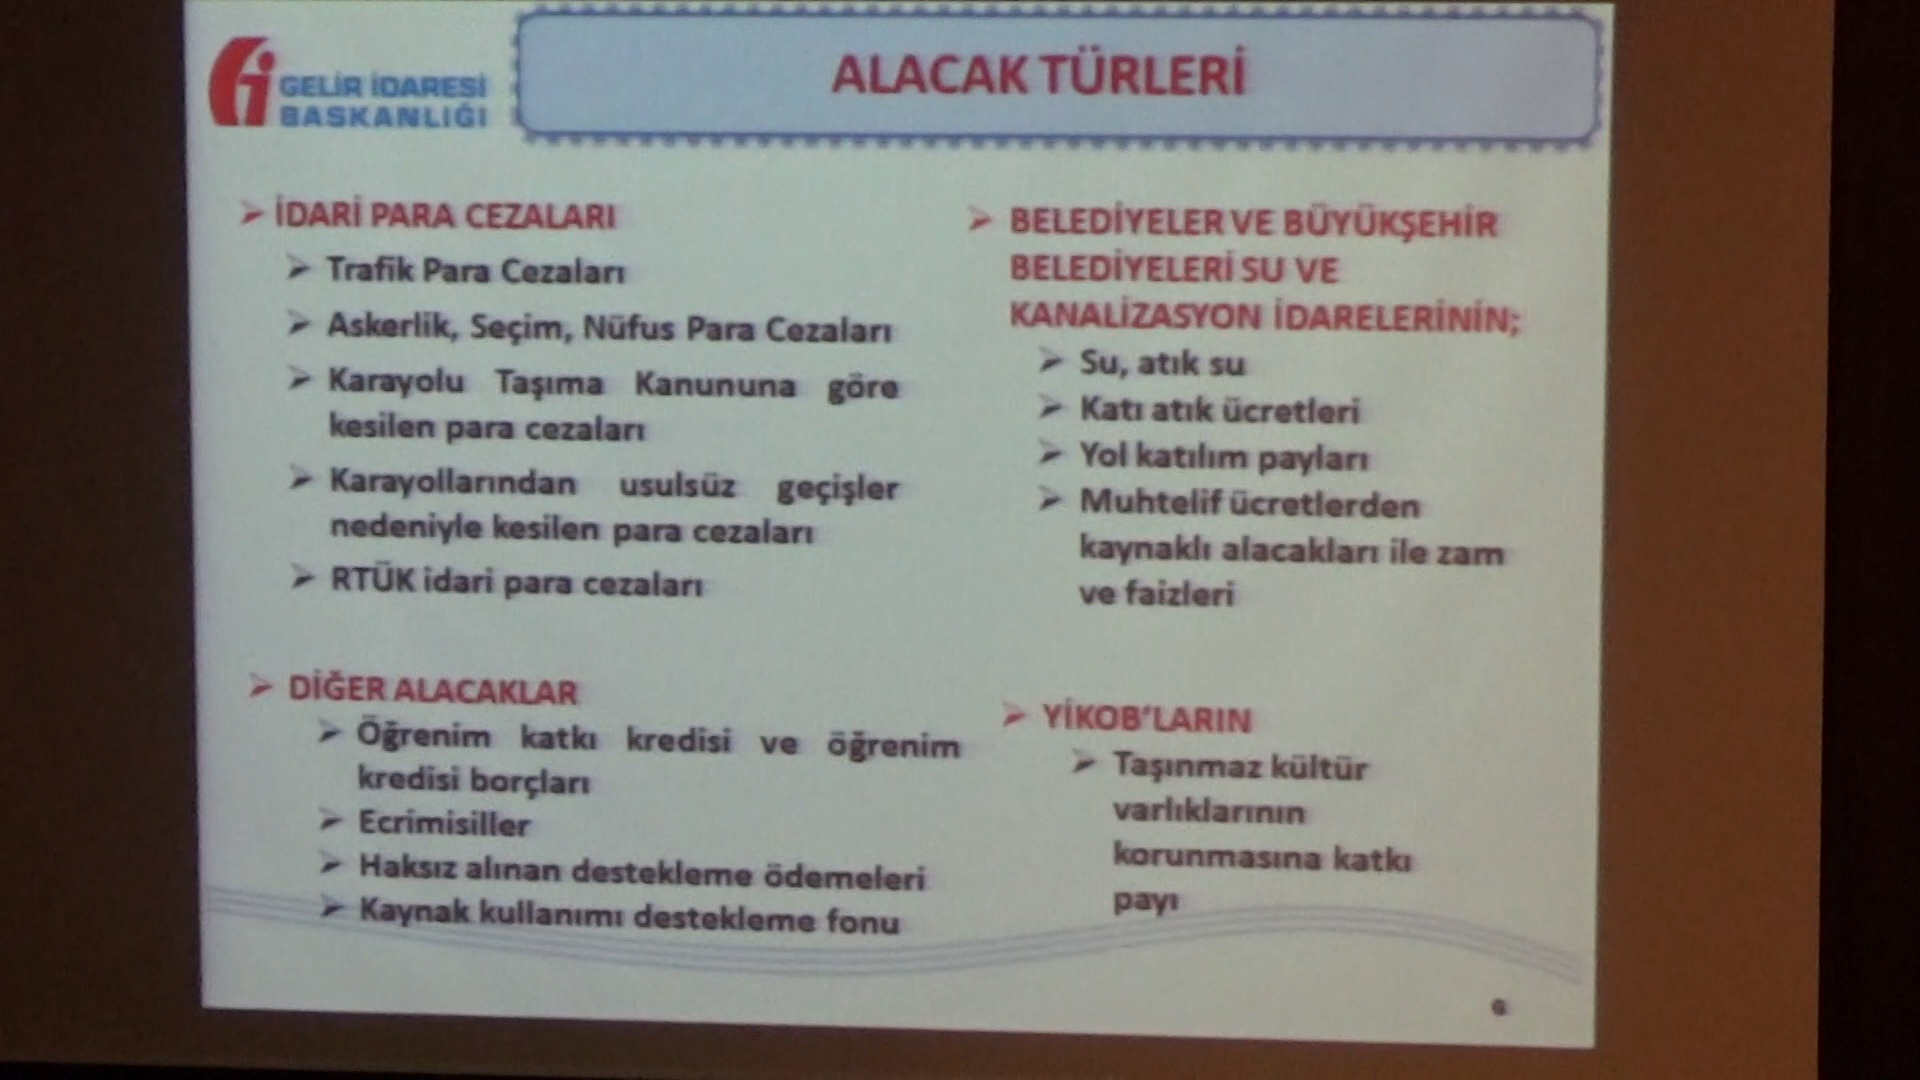 GELİR İDARESİ
BAŞKANLIĞI
ALACAK TÜRLERİ
➢ İDARİ PARA CEZALARI
➢ Trafik Para Cezaları
➢ Askerlik, Seçim, Nüfus Para Cezaları
➢ Karayolu Taşıma Kanununa göre
kesilen para cezaları
➢ Karayollarından usulsüz geçişler
nedeniyle kesilen para cezaları
➢ RTÜK idari para cezaları
➢ DİĞER ALACAKLAR
➢ Öğrenim katkı kredisi ve öğrenim
kredisi borçları
➢ Ecrimisiller
➢ Haksız alınan destekleme ödemeleri
➢ Kaynak kullanımı destekleme fonu
➢ BELEDİYELER VE BÜYÜKŞEHİR
BELEDİYELERİ SU VE
KANALİZASYON İDARELERİNİN;
➢ Su, atık su
➢ Katı atık ücretleri
➢ Yol katılım payları
➢ Muhtelif ücretlerden
kaynaklı alacakları ile zam
ve faizleri
➢ YİKOB'LARIN
➢ Taşınmaz kültür
varlıklarının
korunmasına katkı
payı
6